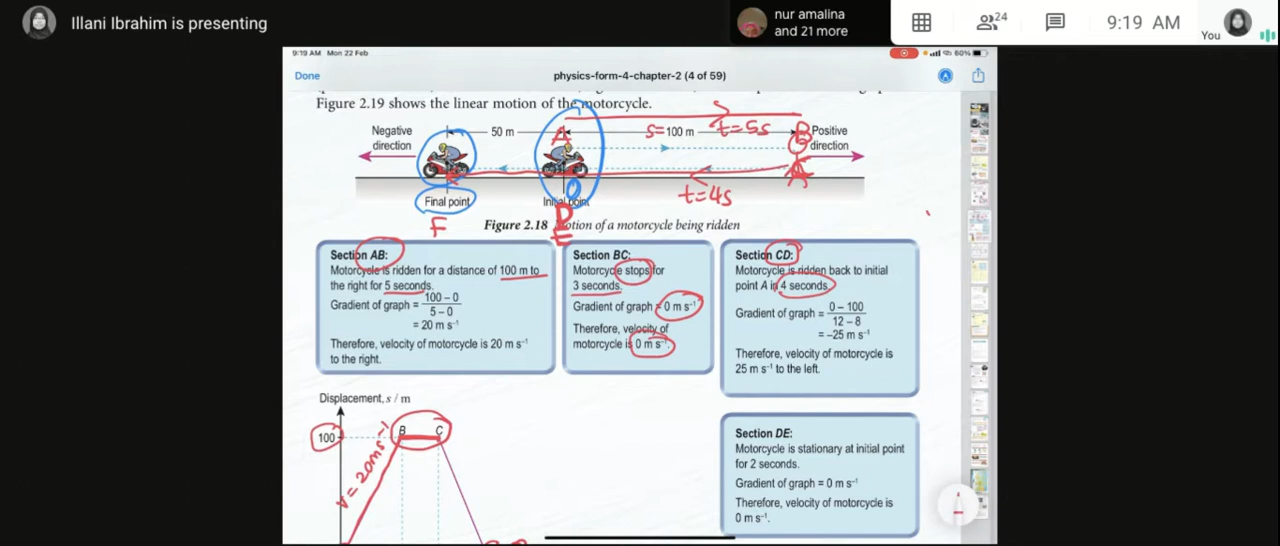 Illani Ibrahim is presenting
nur amalina
and 21 more
24
9:19 AM
You
9:19 AM Mon 22 Feb
60%
Done
physics-form-4-chapter-2 (4 of 59)
Figure 2.19 shows the linear motion of the motorcycle.
Negative
direction
50 m
A
s=100 m
t=5s
B
Positive
direction
t=4s
Final point
Initial point
F
D
E
Figure 2.18 Motion of a motorcycle being ridden
Section AB:
Motorcycle is ridden for a distance of 100 m to
the right for 5 seconds.
Gradient of graph = 100 – 0
5 – 0
= 20 m s⁻¹
Therefore, velocity of motorcycle is 20 m s⁻¹
to the right.
Section BC:
Motorcycle stops for
3 seconds.
Gradient of graph = 0 m s⁻¹
Therefore, velocity of
motorcycle is 0 m s⁻¹.
Section CD:
Motorcycle is ridden back to initial
point A in 4 seconds.
Gradient of graph = 0 – 100
12 – 8
= –25 m s⁻¹
Therefore, velocity of motorcycle is
25 m s⁻¹ to the left.
Displacement, s / m
100
B
C
v = 20ms⁻¹
Section DE:
Motorcycle is stationary at initial point
for 2 seconds.
Gradient of graph = 0 m s⁻¹
Therefore, velocity of motorcycle is
0 m s⁻¹.